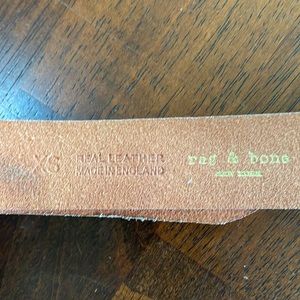 XG
REAL LEATHER
MADE IN ENGLAND
rag & bone
NEW YORK